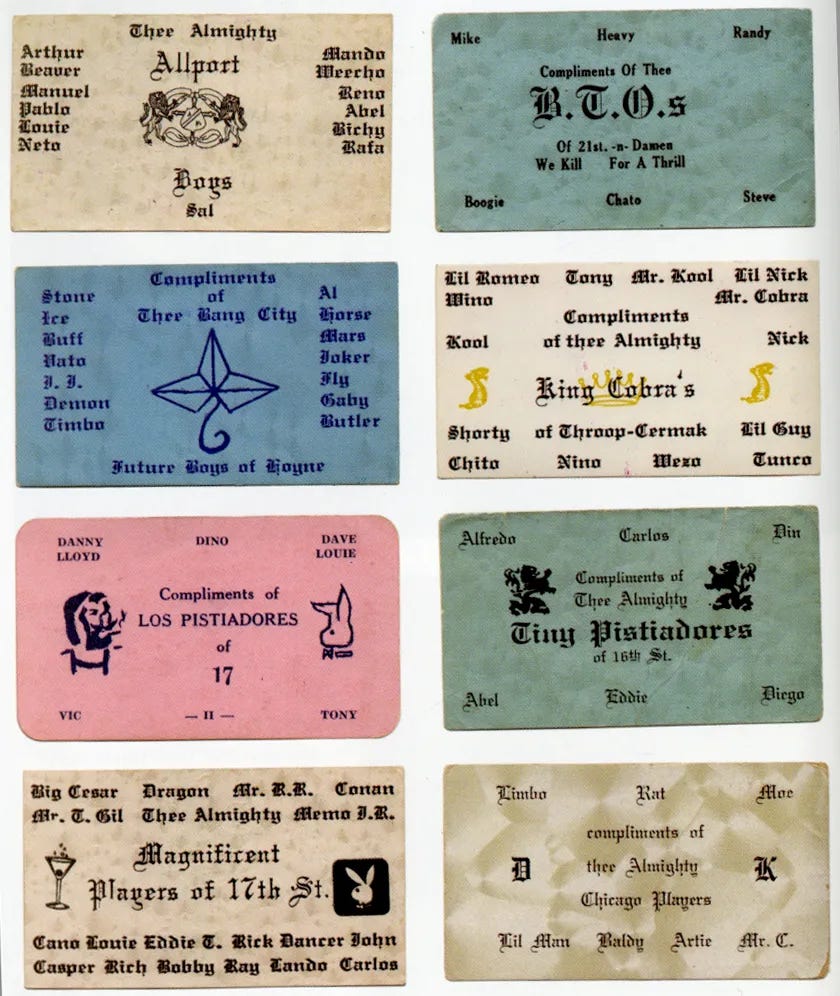 Thee Almighty
Allport
Arthur
Beaver
Manuel
Pablo
Louie
Neto
Mando
Weecho
Reno
Abel
Richy
Rafa
Boys
Sal
Mike Heavy Randy
Compliments Of Thee
B.T.O.s
Of 21st. -n- Damen
We Kill For A Thrill
Boogie Chato Steve
Compliments
of
Thee Bang City
Stone
Ice
Buff
Nato
J. J.
Demon
Timbo
Al
Horse
Mars
Joker
Fly
Gaby
Butler
Future Boys of Hoyne
Lil Romeo Tony Mr. Kool Lil Nick
Wino Mr. Cobra
Compliments
Kool of thee Almighty Nick
King Cobra's
Shorty of Throop-Cermak Lil Guy
Chito Nino Wezo Tunco
DANNY DINO DAVE
LLOYD LOUIE
Compliments of
LOS PISTIADORES
of
17
VIC — II — TONY
Alfredo Carlos Din
Compliments of
Thee Almighty
Tiny Pistiadores
of 16th St.
Abel Eddie Diego
Big Cesar Dragon Mr. R.R. Conan
Mr. T. Gil Thee Almighty Memo J.R.
Magnificent
Players of 17th St.
Cano Louie Eddie T. Rick Dancer John
Casper Rich Bobby Ray Lando Carlos
Limbo Rat Moe
compliments of
D thee Almighty K
Chicago Players
Lil Man Baldy Artie Mr. C.